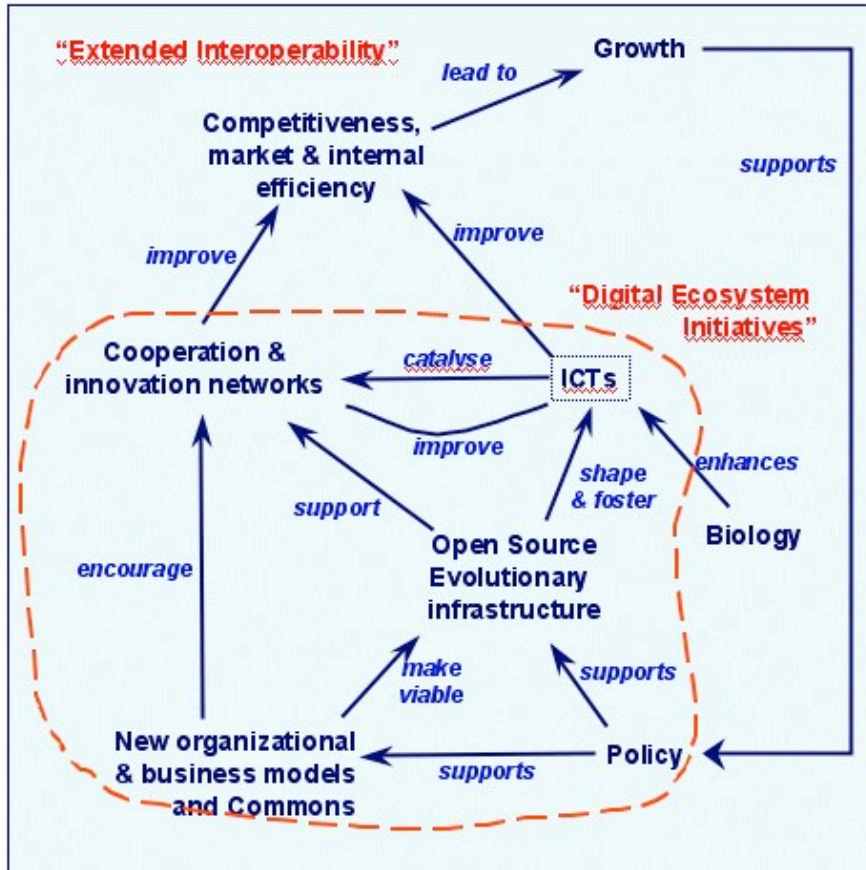 “Extended Interoperability”
Growth
lead to
Competitiveness,
market & internal
efficiency
supports
improve
improve
“Digital Ecosystem
Initiatives”
Cooperation &
innovation networks
catalyse
ICTs
improve
enhances
shape
& foster
support
Biology
Open Source
Evolutionary
infrastructure
encourage
make
viable
supports
New organizational
& business models
and Commons
supports
Policy